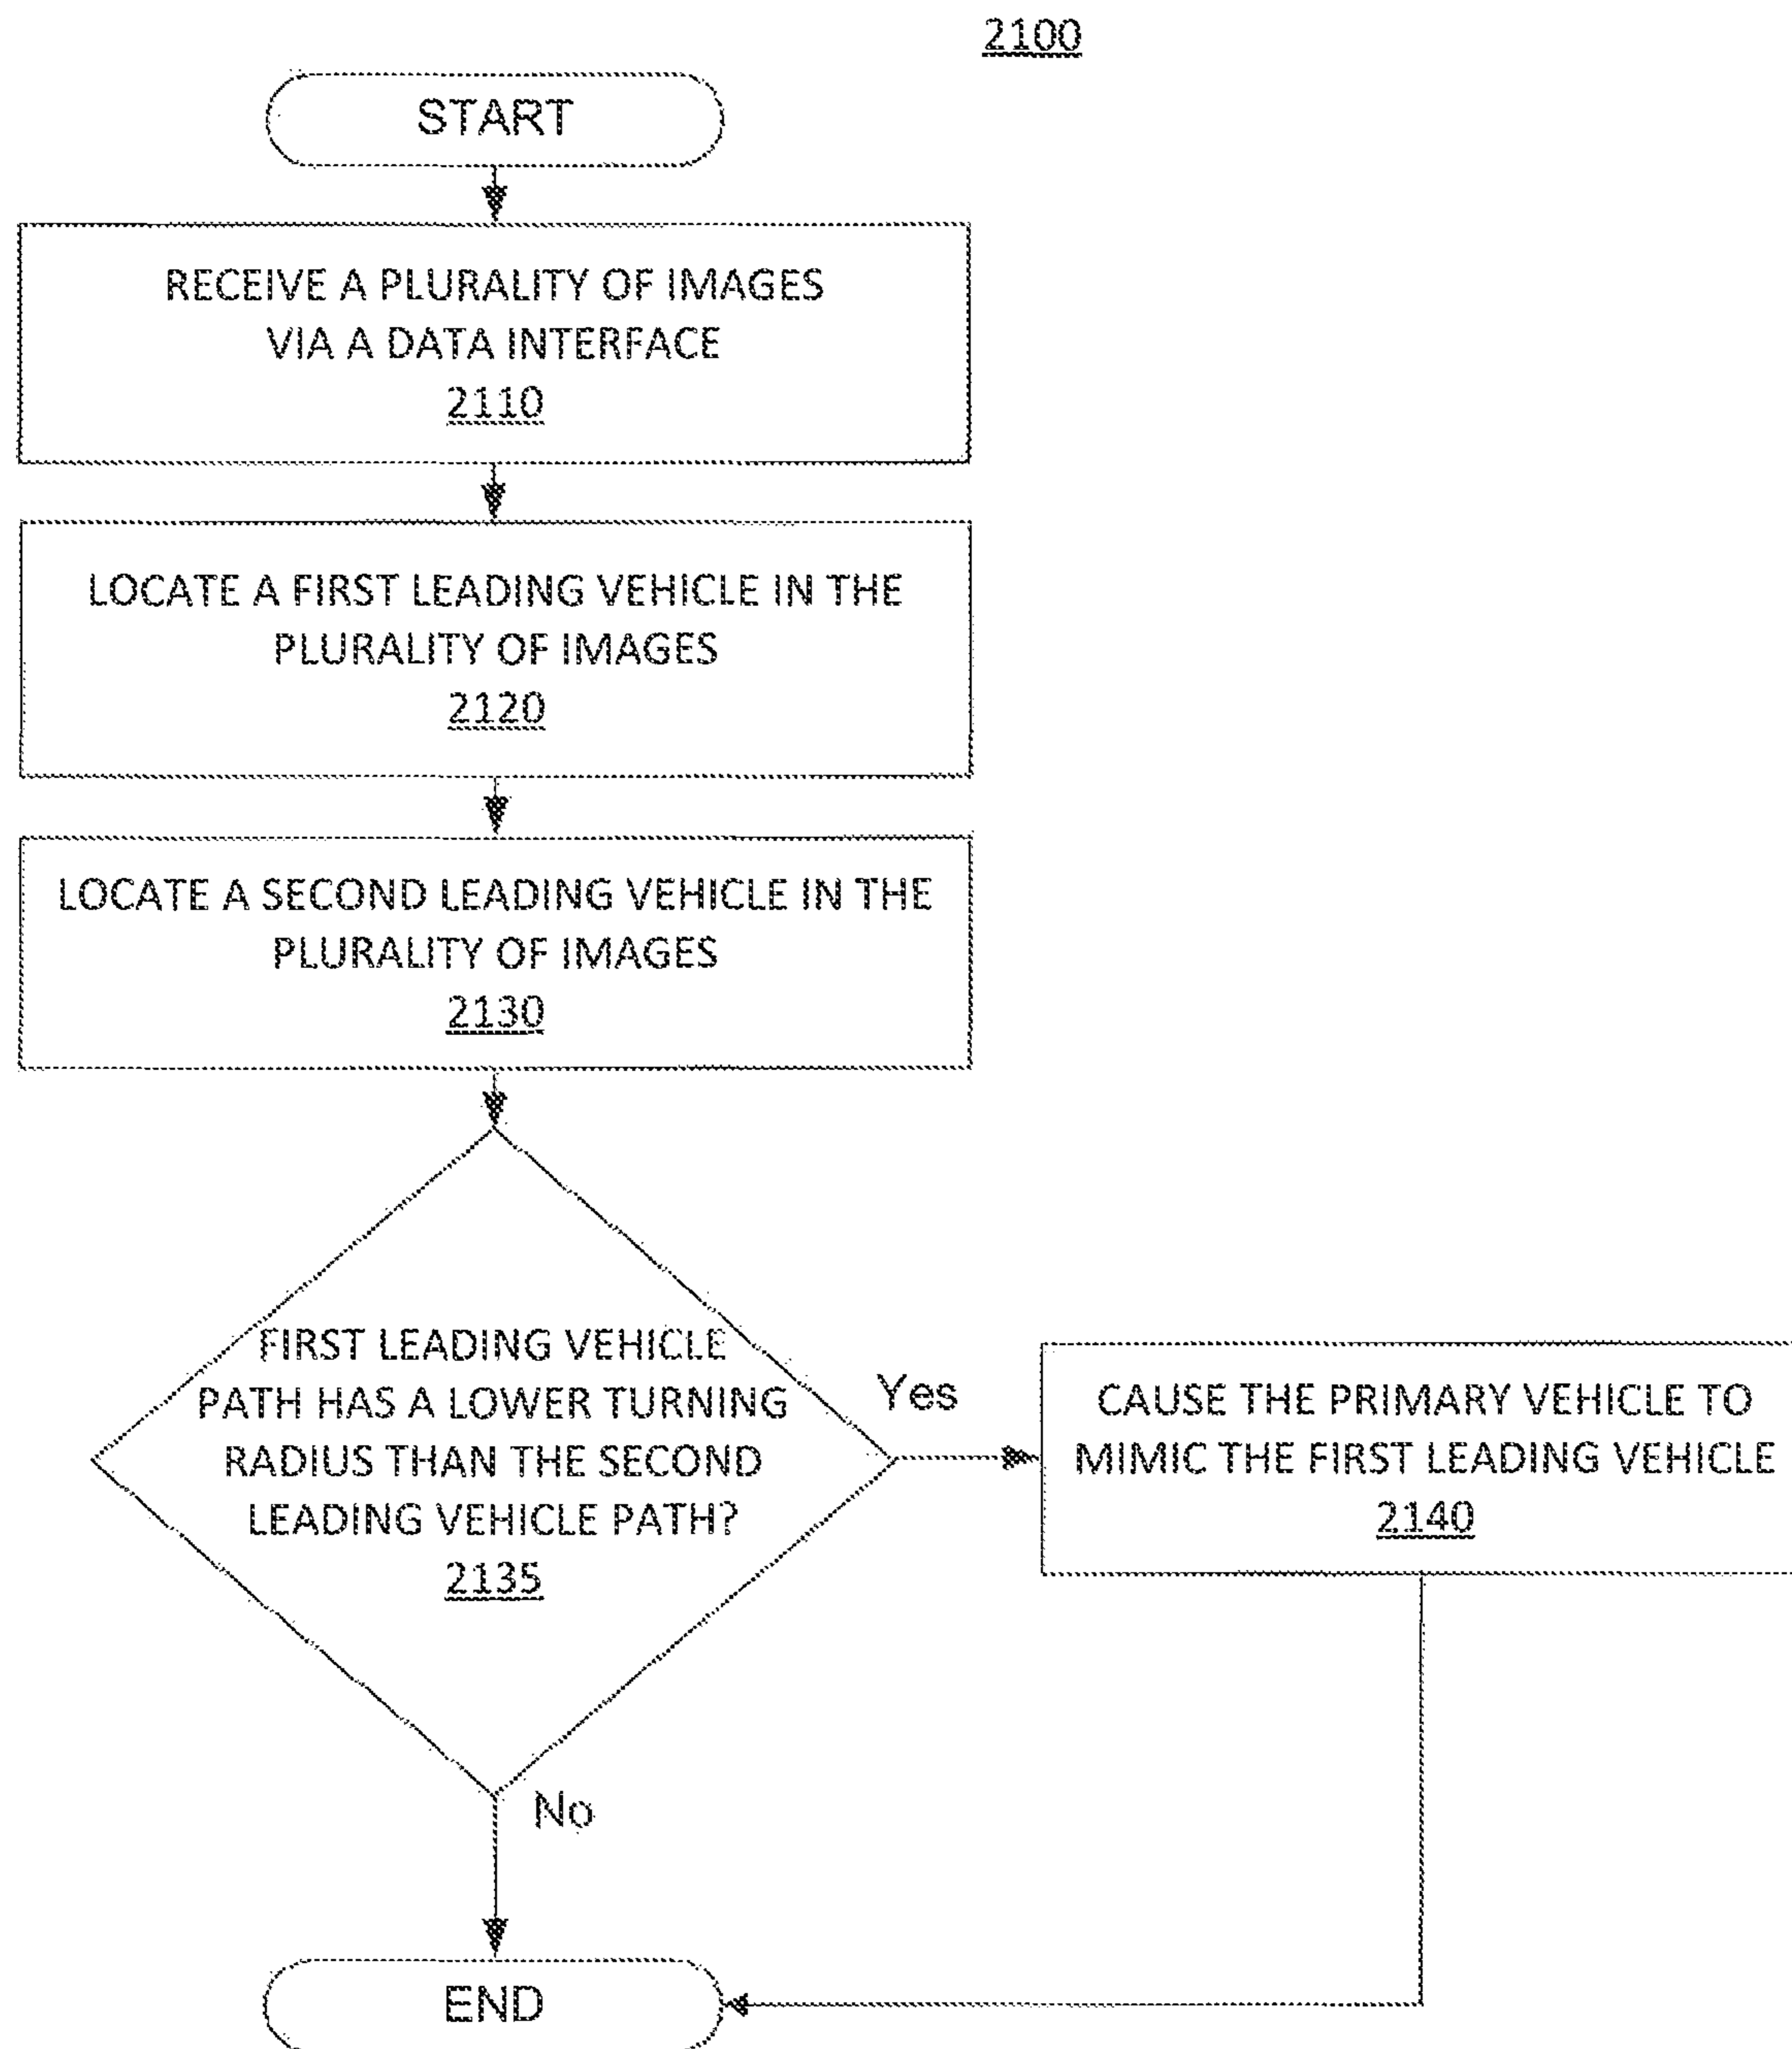 2100
START
RECEIVE A PLURALITY OF IMAGES
VIA A DATA INTERFACE
2110
LOCATE A FIRST LEADING VEHICLE IN THE
PLURALITY OF IMAGES
2120
LOCATE A SECOND LEADING VEHICLE IN THE
PLURALITY OF IMAGES
2130
FIRST LEADING VEHICLE
PATH HAS A LOWER TURNING
RADIUS THAN THE SECOND
LEADING VEHICLE PATH?
2135
Yes
CAUSE THE PRIMARY VEHICLE TO
MIMIC THE FIRST LEADING VEHICLE
2140
No
END